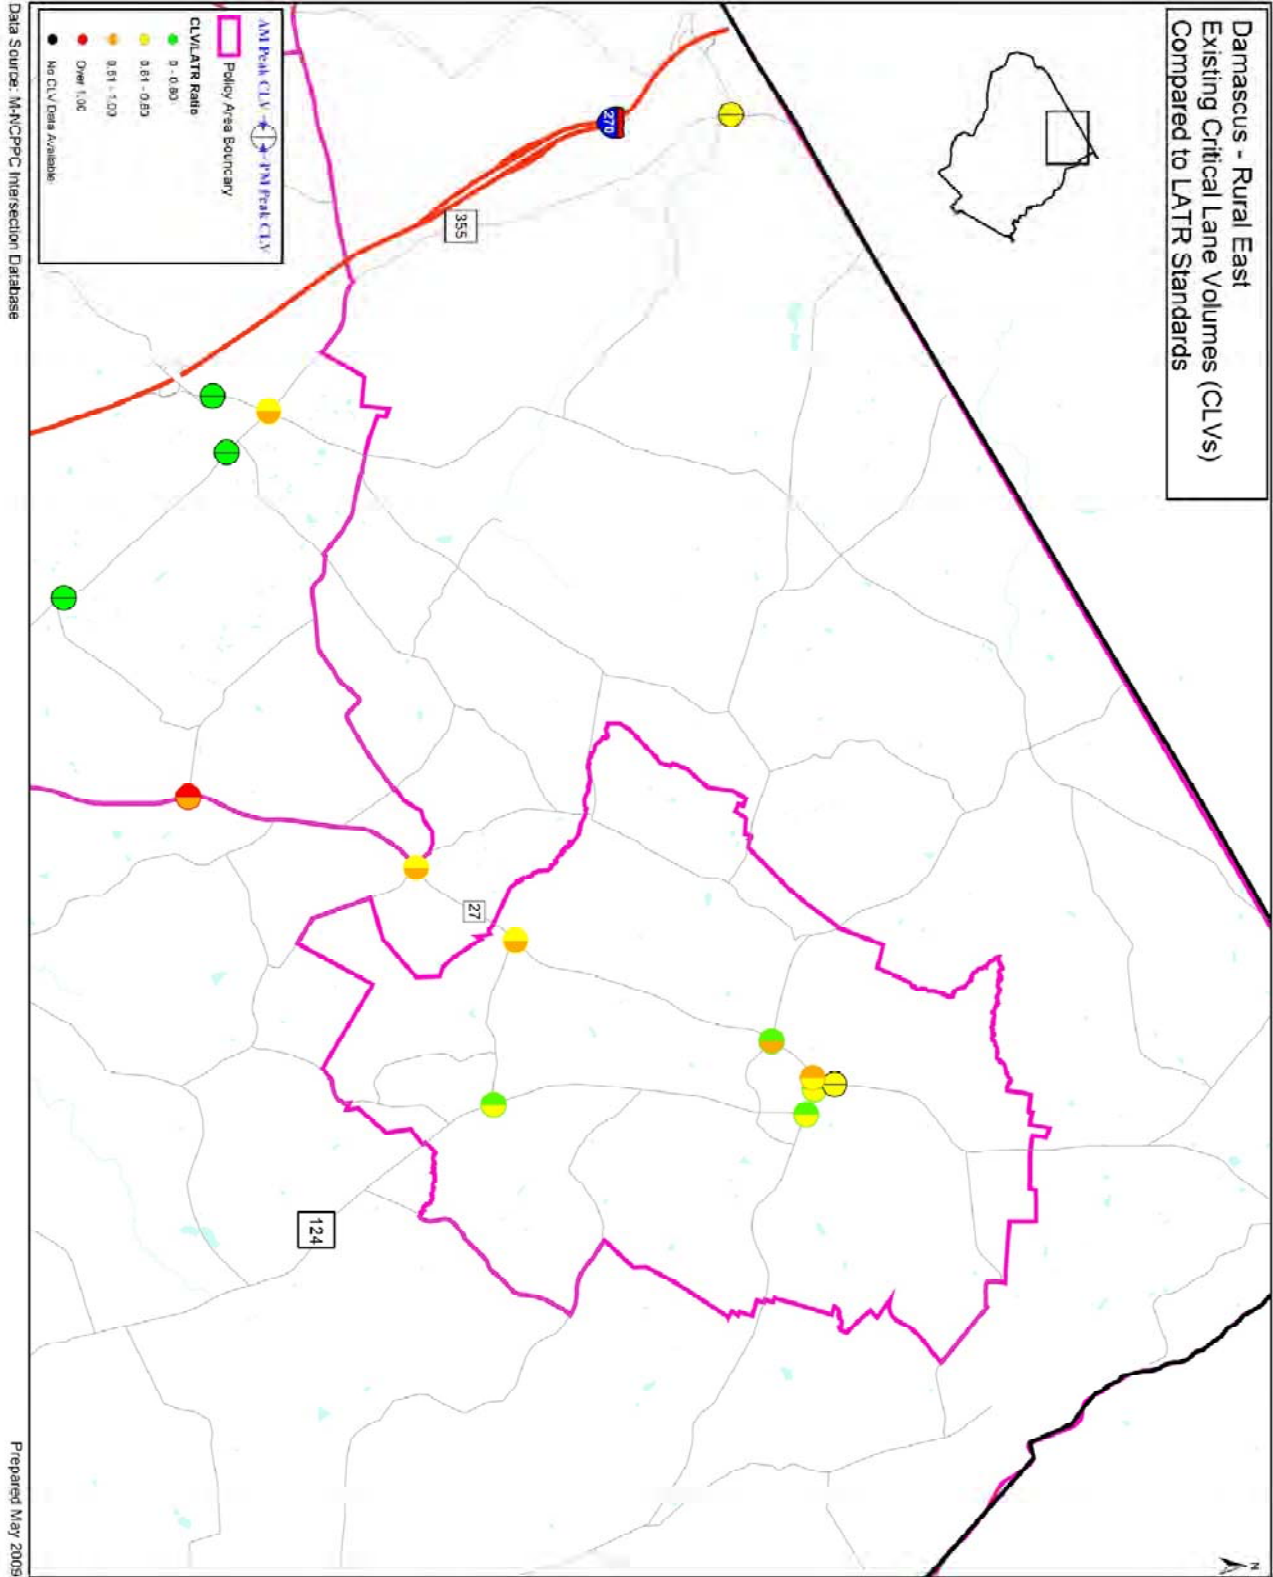 Damascus - Rural East
Existing Critical Lane Volumes (CLVs)
Compared to LATR Standards
N
270
355
27
124
AM Peak CLV
PM Peak CLV
Policy Area Boundary
CLV/LATR Ratio
0 - 0.60
0.61 - 0.80
0.81 - 1.00
Over 1.00
No CLV Data Available
Data Source: M-NCPPC Intersection Database
Prepared May 2009